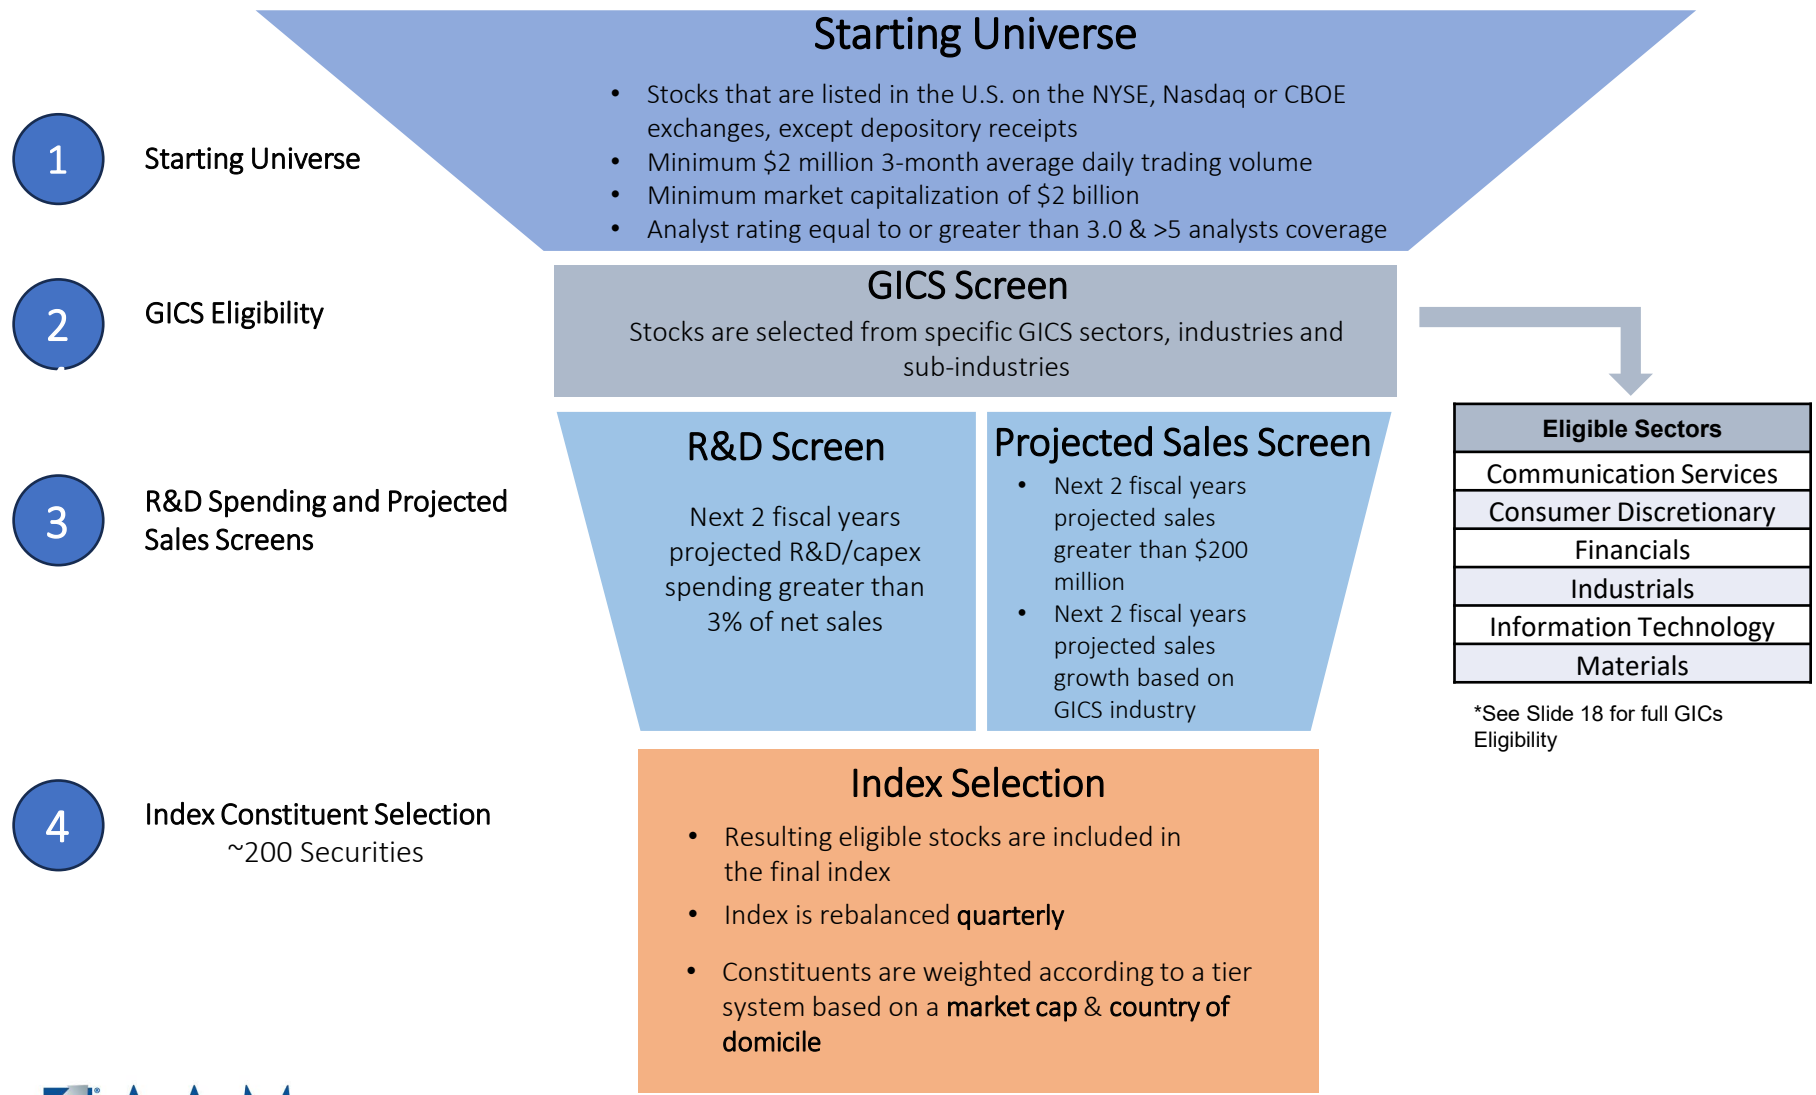 Starting Universe
• Stocks that are listed in the U.S. on the NYSE, Nasdaq or CBOE
exchanges, except depository receipts
• Minimum $2 million 3-month average daily trading volume
• Minimum market capitalization of $2 billion
• Analyst rating equal to or greater than 3.0 & >5 analysts coverage
1
Starting Universe
2
GICS Eligibility
GICS Screen
Stocks are selected from specific GICS sectors, industries and
sub-industries
Eligible Sectors
Communication Services
Consumer Discretionary
Financials
Industrials
Information Technology
Materials
*See Slide 18 for full GICs
Eligibility
3
R&D Spending and Projected
Sales Screens
R&D Screen
Next 2 fiscal years
projected R&D/capex
spending greater than
3% of net sales
Projected Sales Screen
• Next 2 fiscal years
projected sales
greater than $200
million
• Next 2 fiscal years
projected sales
growth based on
GICS industry
4
Index Constituent Selection
~200 Securities
Index Selection
• Resulting eligible stocks are included in
the final index
• Index is rebalanced quarterly
• Constituents are weighted according to a tier
system based on a market cap & country of
domicile